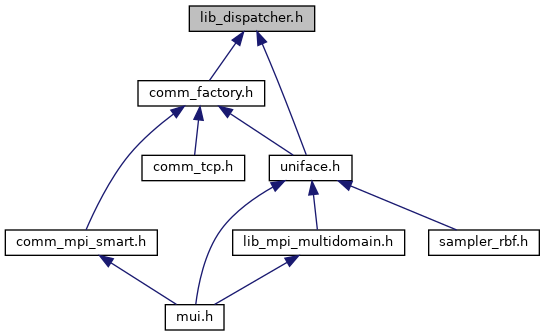 lib_dispatcher.h
comm_factory.h
comm_tcp.h
uniface.h
comm_mpi_smart.h
lib_mpi_multidomain.h
sampler_rbf.h
mui.h